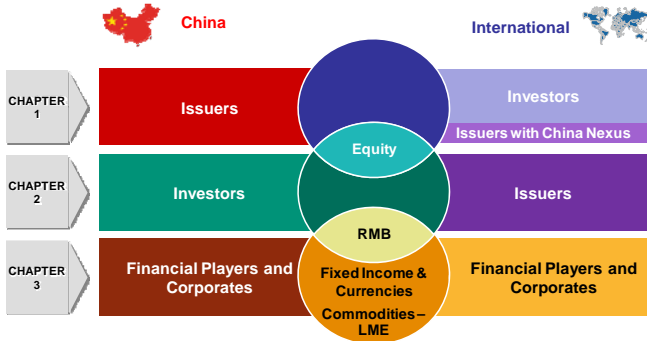 China
International
CHAPTER
1
Issuers
Investors
Issuers with China Nexus
Equity
CHAPTER
2
Investors
Issuers
RMB
CHAPTER
3
Financial Players and
Corporates
Fixed Income &
Currencies
Commodities–
LME
Financial Players and
Corporates